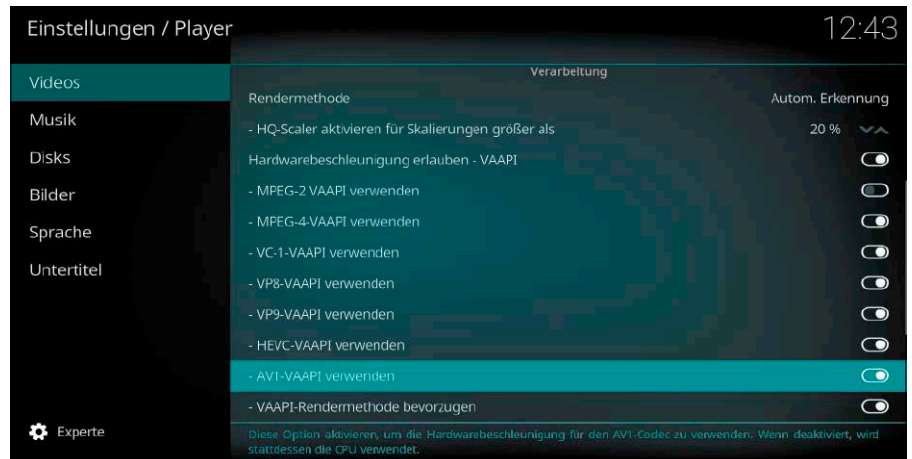 Einstellungen / Player
12:43
Videos
Musik
Disks
Bilder
Sprache
Untertitel
Experte
Verarbeitung
Rendermethode Autom. Erkennung
- HQ-Scaler aktivieren für Skalierungen größer als 20 %
Hardwarebeschleunigung erlauben - VAAPI
- MPEG-2 VAAPI verwenden
- MPEG-4-VAAPI verwenden
- VC-1-VAAPI verwenden
- VP8-VAAPI verwenden
- VP9-VAAPI verwenden
- HEVC-VAAPI verwenden
- AV1-VAAPI verwenden
- VAAPI-Rendermethode bevorzugen
Diese Option aktivieren, um die Hardwarebeschleunigung für den AV1-Codec zu verwenden. Wenn deaktiviert, wird
stattdessen die CPU verwendet.